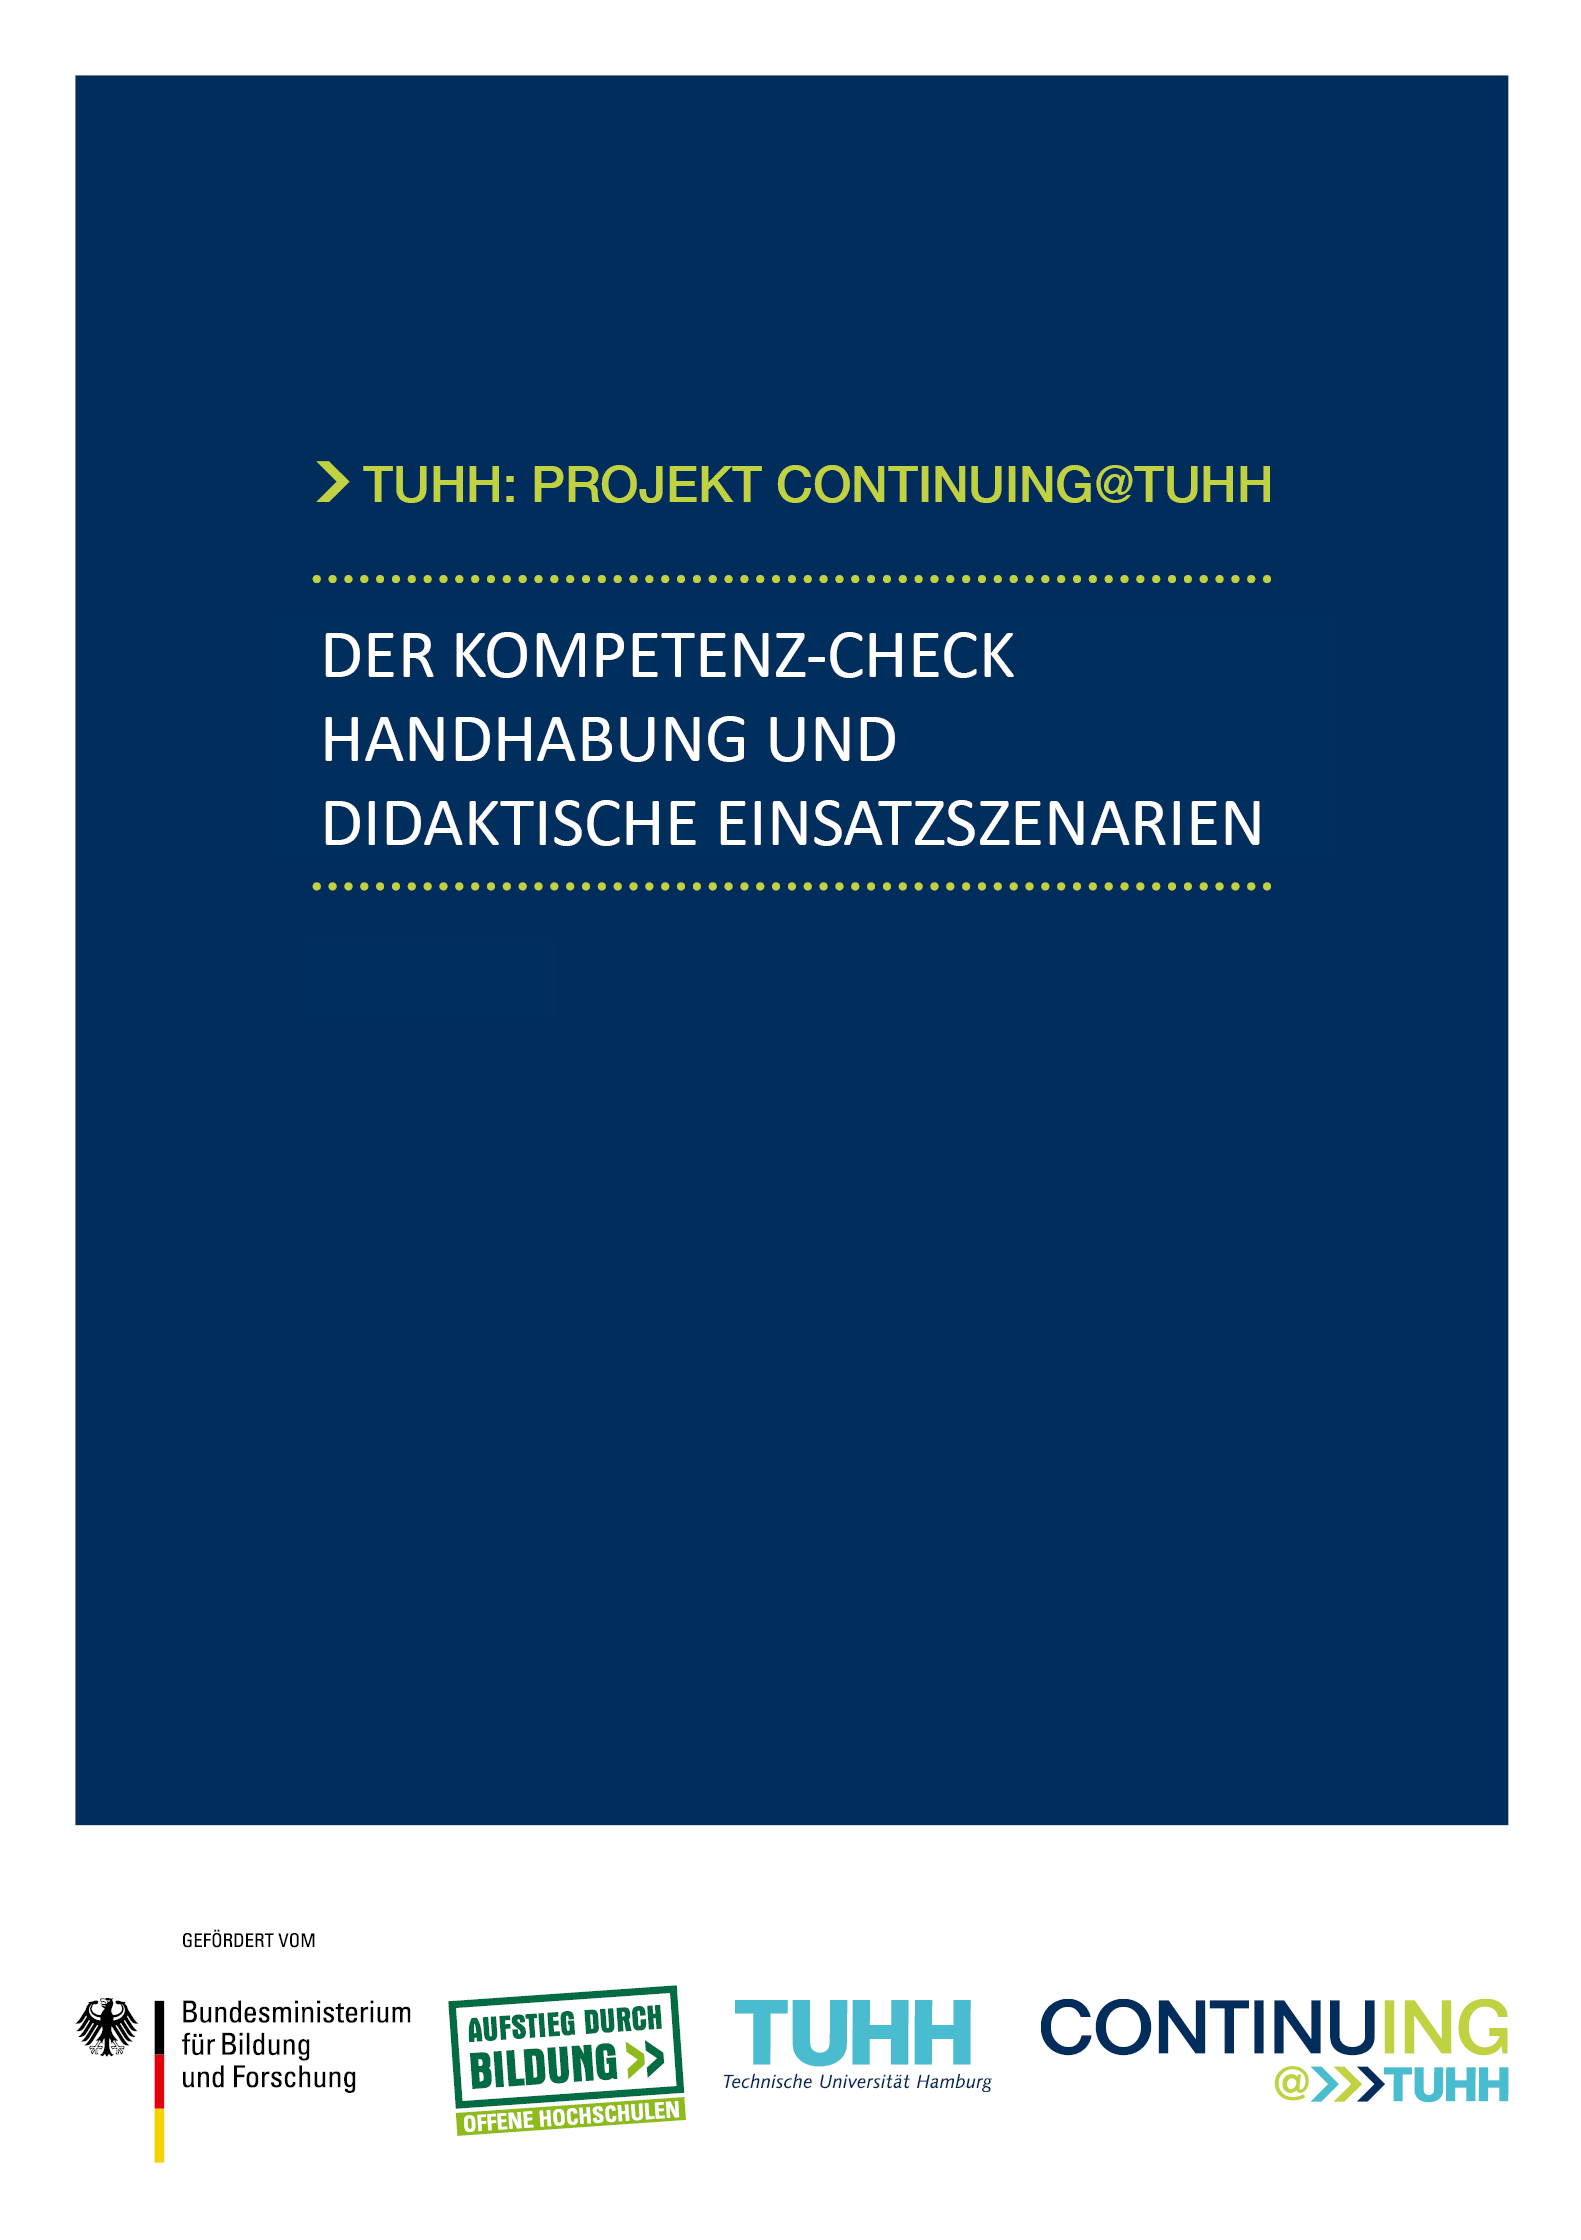 TUHH: PROJEKT CONTINUING@TUHH
DER KOMPETENZ-CHECK
HANDHABUNG UND
DIDAKTISCHE EINSATZSZENARIEN
GEFÖRDERT VOM
Bundesministerium
für Bildung
und Forschung
AUFSTIEG DURCH
BILDUNG
OFFENE HOCHSCHULEN
TUHH
Technische Universität Hamburg
CONTINUING
@TUHH